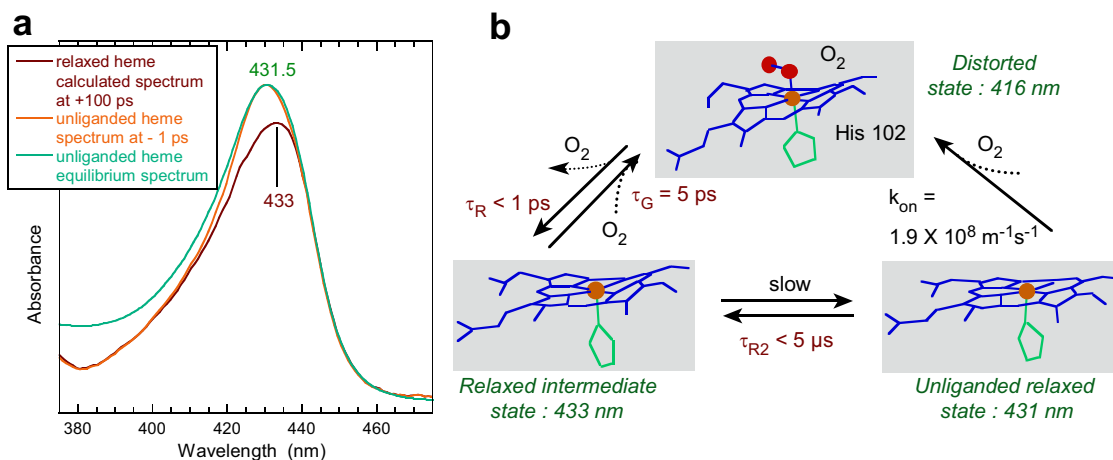 a
relaxed heme
calculated spectrum
at +100 ps
unliganded heme
spectrum at - 1 ps
unliganded heme
equilibrium spectrum
431.5
433
Absorbance
380
400
420
440
460
Wavelength (nm)
b
O2
His 102
Distorted
state : 416 nm
O2
τR < 1 ps
τG = 5 ps
O2
O2
kon =
1.9 X 10⁸ m⁻¹s⁻¹
slow
τR2 < 5 µs
Relaxed intermediate
state : 433 nm
Unliganded relaxed
state : 431 nm